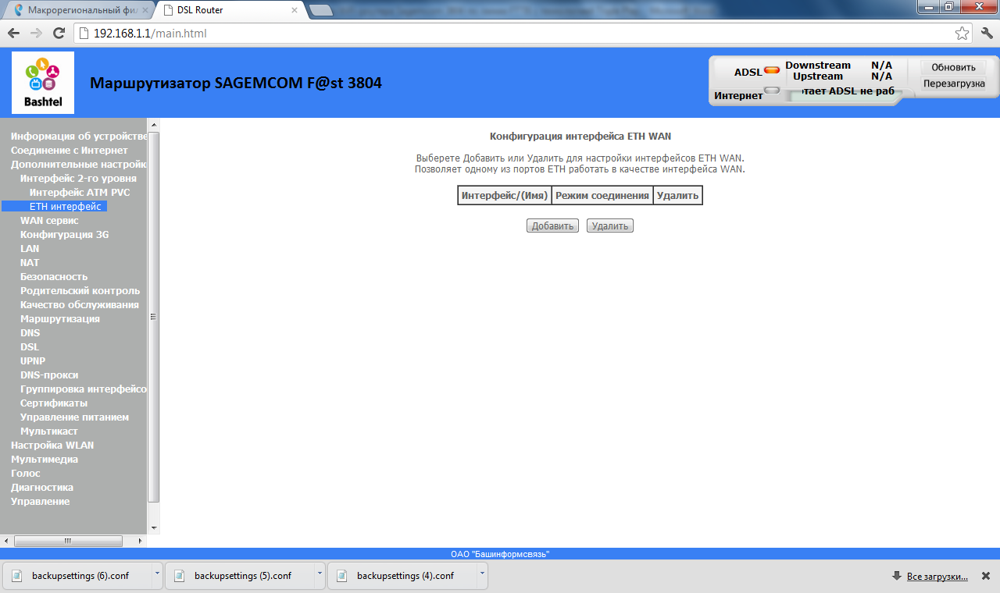 Макрорегиональный фил
DSL Router
192.168.1.1/main.html
Bashtel
Маршрутизатор SAGEMCOM F@st 3804
ADSL
Downstream N/A
Upstream N/A
Интернет
тает ADSL не раб
Обновить
Перезагрузка
Информация об устройстве
Соединение с Интернет
Дополнительные настройк
Интерфейс 2-го уровня
Интерфейс ATM PVC
ETH интерфейс
WAN сервис
Конфигурация 3G
LAN
NAT
Безопасность
Родительский контроль
Качество обслуживания
Маршрутизация
DNS
DSL
UPNP
DNS-прокси
Группировка интерфейсо
Сертификаты
Управление питанием
Мультикаст
Настройка WLAN
Мультимедиа
Голос
Диагностика
Управление
Конфигурация интерфейса ETH WAN
Выберете Добавить или Удалить для настройки интерфейсов ETH WAN.
Позволяет одному из портов ETH работать в качестве интерфейса WAN.
Интерфейс/(Имя) Режим соединения Удалить
Добавить Удалить
ОАО "Башинформсвязь"
backupsettings (6).conf
backupsettings (5).conf
backupsettings (4).conf
Все загрузки...